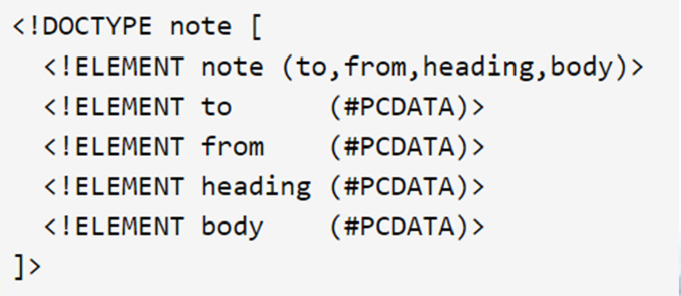 <!DOCTYPE note [
  <!ELEMENT note (to,from,heading,body)>
  <!ELEMENT to      (#PCDATA)>
  <!ELEMENT from    (#PCDATA)>
  <!ELEMENT heading (#PCDATA)>
  <!ELEMENT body    (#PCDATA)>
]>